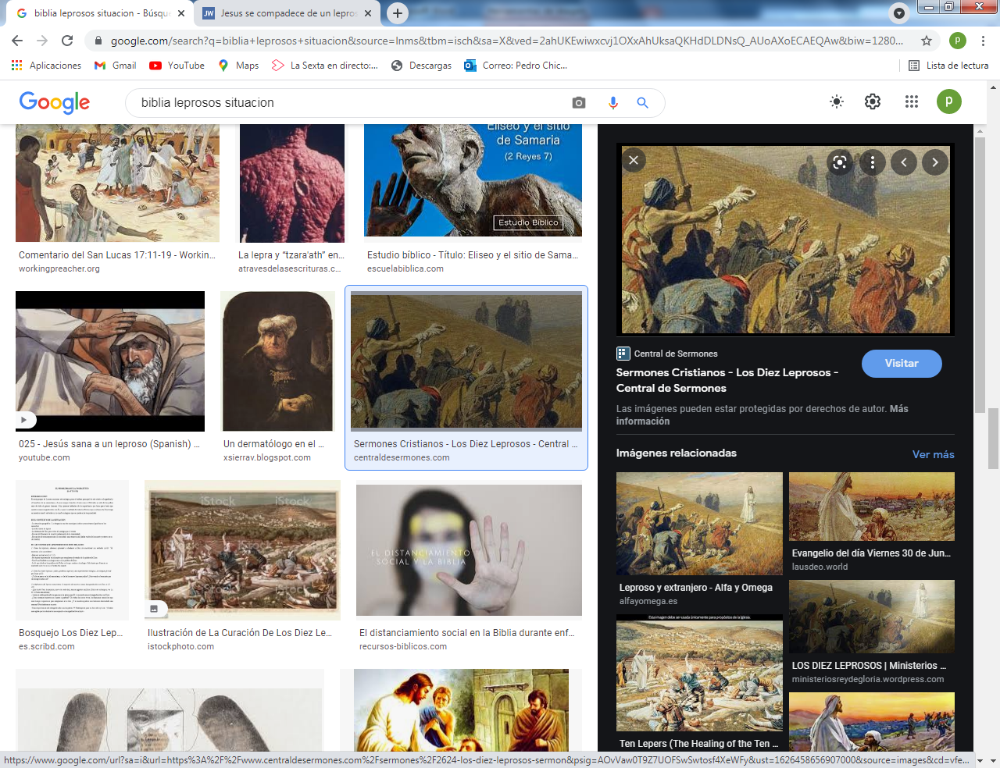 biblia leprosos situacion - Búsqu
Jesus se compadece de un lepros
google.com/search?q=biblia+leprosos+situacion&source=lnms&tbm=isch&sa=X&ved=2ahUKEwiwxcvj1OXxAhUksaQKHdDLDNsQ_AUoAXoECAEQAw&biw=1280...
p
Aplicaciones
Gmail
YouTube
Maps
La Sexta en directo:...
Descargas
Correo: Pedro Chic...
Lista de lectura
Google
biblia leprosos situacion
p
Eliseo y el sitio
de Samaria
(2 Reyes 7)
Estudio Bíblico
Comentario del San Lucas 17:11-19 - Workin...
workingpreacher.org
La lepra y “tzara'ath” en...
atravesdelasescrituras.c...
Estudio bíblico - Título: Eliseo y el sitio de Sama...
escuelabiblica.com
025 - Jesús sana a un leproso (Spanish) ...
youtube.com
Un dermatólogo en el ...
xsierrav.blogspot.com
Sermones Cristianos - Los Diez Leprosos - Central ...
centraldesermones.com
iStock
iStock
EL DISTANCIAMIENTO
SOCIAL Y LA BIBLIA
Bosquejo Los Diez Lep...
es.scribd.com
Ilustración de La Curación De Los Diez Le...
istockphoto.com
El distanciamiento social en la Biblia durante enf...
recursos-biblicos.com
Central de Sermones
Visitar
Sermones Cristianos - Los Diez Leprosos -
Central de Sermones
Las imágenes pueden estar protegidas por derechos de autor. Más
información
Imágenes relacionadas
Ver más
Leproso y extranjero - Alfa y Omega
alfayomega.es
Evangelio del día Viernes 30 de Jun...
lausdeo.world
Esta imagen debe ser usada únicamente para propósitos de la Iglesia.
LOS DIEZ LEPROSOS | Ministerios ...
ministeriosreydegloria.wordpress.com
Ten Lepers (The Healing of the Ten ...
https://www.google.com/url?sa=i&url=https%3A%2F%2Fwww.centraldesermones.com%2Fsermones%2F2624-los-diez-leprosos-sermon&psig=AOvVaw0T9Z7UOFSwSwtosf4XeWFy&ust=1626458656907000&source=images&cd=vfe...